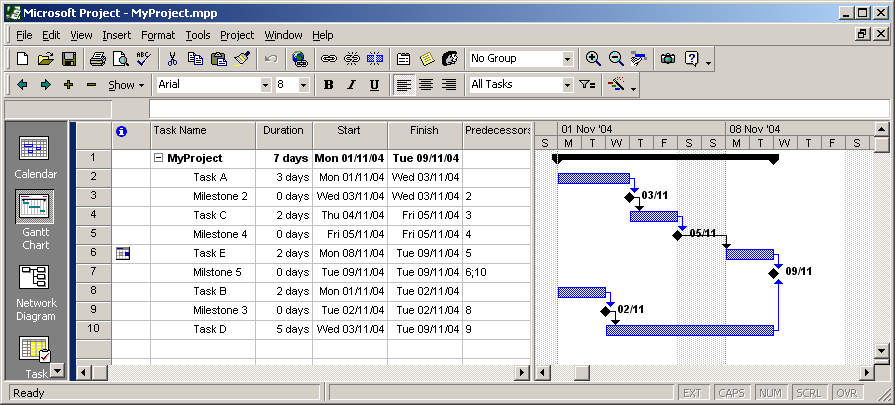 Microsoft Project - MyProject.mpp
File Edit View Insert Format Tools Project Window Help
No Group
Show Arial 8 B I U All Tasks
Task Name Duration Start Finish Predecessors
01 Nov '04 08 Nov '04
S M T W T F S S M T W T F S S
1 MyProject 7 days Mon 01/11/04 Tue 09/11/04
2 Task A 3 days Mon 01/11/04 Wed 03/11/04
3 Milestone 2 0 days Wed 03/11/04 Wed 03/11/04 2 03/11
4 Task C 2 days Thu 04/11/04 Fri 05/11/04 3
5 Milestone 4 0 days Fri 05/11/04 Fri 05/11/04 4 05/11
6 Task E 2 days Mon 08/11/04 Tue 09/11/04 5
7 Milstone 5 0 days Tue 09/11/04 Tue 09/11/04 6;10 09/11
8 Task B 2 days Mon 01/11/04 Tue 02/11/04
9 Milestone 3 0 days Tue 02/11/04 Tue 02/11/04 8 02/11
10 Task D 5 days Wed 03/11/04 Tue 09/11/04 9
Calendar
Gantt
Chart
Network
Diagram
Task
Ready EXT CAPS NUM SCRL OVR